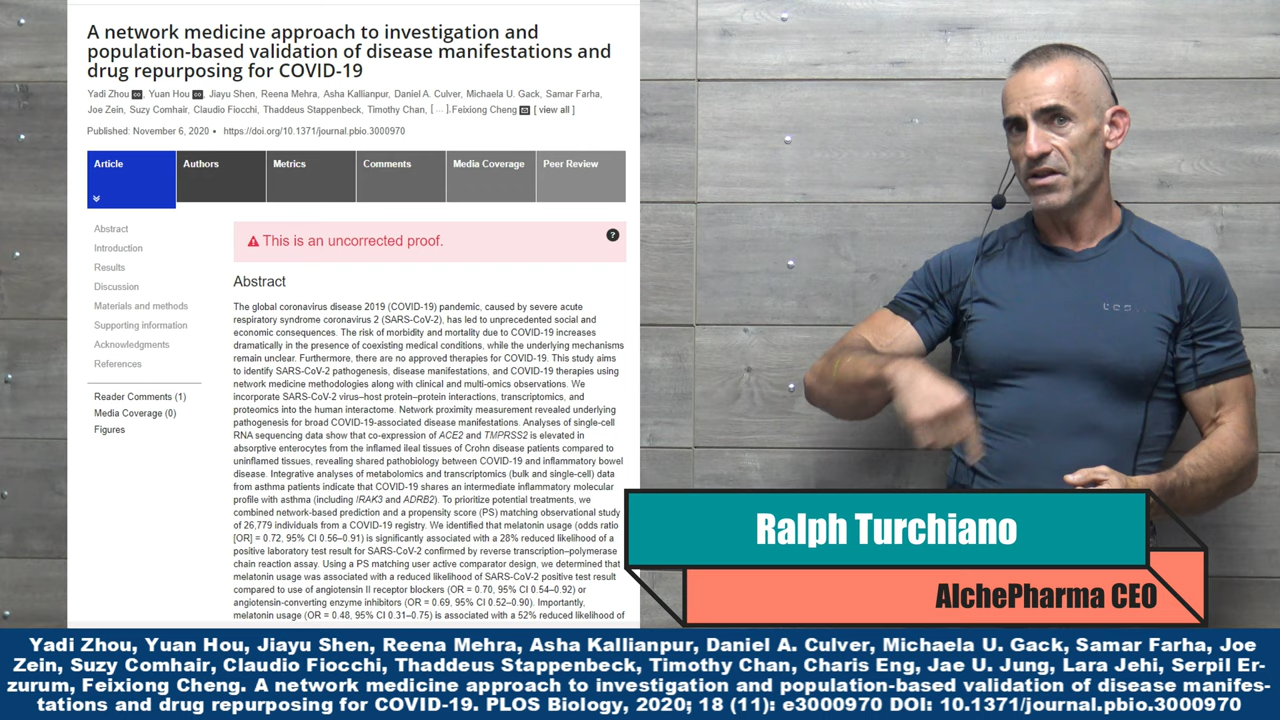 A network medicine approach to investigation and
population-based validation of disease manifestations and
drug repurposing for COVID-19
Yadi Zhou, Yuan Hou, Jiayu Shen, Reena Mehra, Asha Kallianpur, Daniel A. Culver, Michaela U. Gack, Samar Farha,
Joe Zein, Suzy Comhair, Claudio Fiocchi, Thaddeus Stappenbeck, Timothy Chan, [ ... ].Feixiong Cheng [ view all ]
Published: November 6, 2020 • https://doi.org/10.1371/journal.pbio.3000970
Article Authors Metrics Comments Media Coverage Peer Review
Abstract
Introduction
Results
Discussion
Materials and methods
Supporting information
Acknowledgments
References
Reader Comments (1)
Media Coverage (0)
Figures
This is an uncorrected proof. ?
Abstract
The global coronavirus disease 2019 (COVID-19) pandemic, caused by severe acute
respiratory syndrome coronavirus 2 (SARS-CoV-2), has led to unprecedented social and
economic consequences. The risk of morbidity and mortality due to COVID-19 increases
dramatically in the presence of coexisting medical conditions, while the underlying mechanisms
remain unclear. Furthermore, there are no approved therapies for COVID-19. This study aims
to identify SARS-CoV-2 pathogenesis, disease manifestations, and COVID-19 therapies using
network medicine methodologies along with clinical and multi-omics observations. We
incorporate SARS-CoV-2 virus–host protein–protein interactions, transcriptomics, and
proteomics into the human interactome. Network proximity measurement revealed underlying
pathogenesis for broad COVID-19-associated disease manifestations. Analyses of single-cell
RNA sequencing data show that co-expression of ACE2 and TMPRSS2 is elevated in
absorptive enterocytes from the inflamed ileal tissues of Crohn disease patients compared to
uninflamed tissues, revealing shared pathobiology between COVID-19 and inflammatory bowel
disease. Integrative analyses of metabolomics and transcriptomics (bulk and single-cell) data
from asthma patients indicate that COVID-19 shares an intermediate inflammatory molecular
profile with asthma (including IRAK3 and ADRB2). To prioritize potential treatments, we
combined network-based prediction and a propensity score (PS) matching observational study
of 26,779 individuals from a COVID-19 registry. We identified that melatonin usage (odds ratio
[OR] = 0.72, 95% CI 0.56–0.91) is significantly associated with a 28% reduced likelihood of a
positive laboratory test result for SARS-CoV-2 confirmed by reverse transcription–polymerase
chain reaction assay. Using a PS matching user active comparator design, we determined that
melatonin usage was associated with a reduced likelihood of SARS-CoV-2 positive test result
compared to use of angiotensin II receptor blockers (OR = 0.70, 95% CI 0.54–0.92) or
angiotensin-converting enzyme inhibitors (OR = 0.69, 95% CI 0.52–0.90). Importantly,
melatonin usage (OR = 0.48, 95% CI 0.31–0.75) is associated with a 52% reduced likelihood of
Ralph Turchiano
AlchePharma CEO
Yadi Zhou, Yuan Hou, Jiayu Shen, Reena Mehra, Asha Kallianpur, Daniel A. Culver, Michaela U. Gack, Samar Farha, Joe
Zein, Suzy Comhair, Claudio Fiocchi, Thaddeus Stappenbeck, Timothy Chan, Charis Eng, Jae U. Jung, Lara Jehi, Serpil Er-
zurum, Feixiong Cheng. A network medicine approach to investigation and population-based validation of disease manifes-
tations and drug repurposing for COVID-19. PLOS Biology, 2020; 18 (11): e3000970 DOI: 10.1371/journal.pbio.3000970